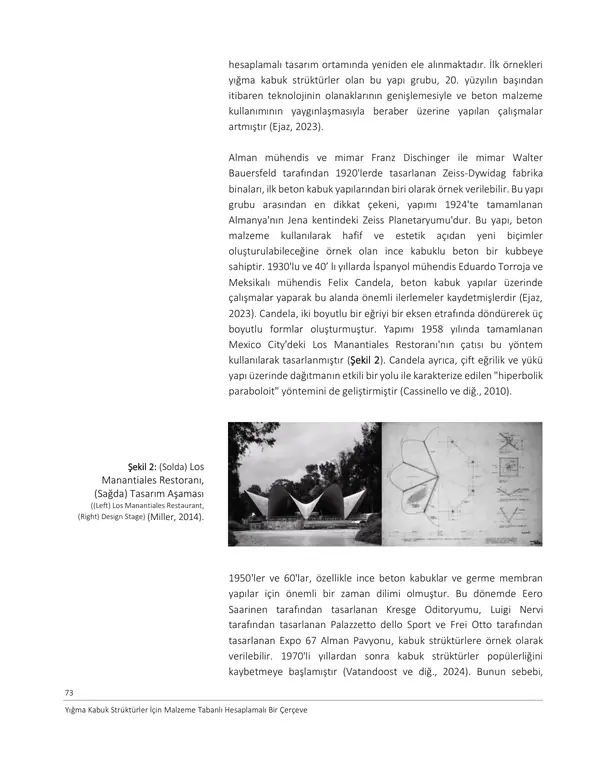 hesaplamalı tasarım ortamında yeniden ele alınmaktadır. İlk örnekleri
yığma kabuk strüktürler olan bu yapı grubu, 20. yüzyılın başından
itibaren teknolojinin olanaklarının genişlemesiyle ve beton malzeme
kullanımının yaygınlaşmasıyla beraber üzerine yapılan çalışmalar
artmıştır (Ejaz, 2023).
Alman mühendis ve mimar Franz Dischinger ile mimar Walter
Bauersfeld tarafından 1920'lerde tasarlanan Zeiss-Dywidag fabrika
binaları, ilk beton kabuk yapılarından biri olarak örnek verilebilir. Bu yapı
grubu arasından en dikkat çekeni, yapımı 1924'te tamamlanan
Almanya'nın Jena kentindeki Zeiss Planetaryumu'dur. Bu yapı, beton
malzeme kullanılarak hafif ve estetik açıdan yeni biçimler
oluşturulabileceğine örnek olan ince kabuklu beton bir kubbeye
sahiptir. 1930'lu ve 40’ lı yıllarda İspanyol mühendis Eduardo Torroja ve
Meksikalı mühendis Felix Candela, beton kabuk yapılar üzerinde
çalışmalar yaparak bu alanda önemli ilerlemeler kaydetmişlerdir (Ejaz,
2023). Candela, iki boyutlu bir eğriyi bir eksen etrafında döndürerek üç
boyutlu formlar oluşturmuştur. Yapımı 1958 yılında tamamlanan
Mexico City'deki Los Manantiales Restoranı'nın çatısı bu yöntem
kullanılarak tasarlanmıştır (Şekil 2). Candela ayrıca, çift eğrilik ve yükü
yapı üzerinde dağıtmanın etkili bir yolu ile karakterize edilen "hiperbolik
paraboloit" yöntemini de geliştirmiştir (Cassinello ve diğ., 2010).
Şekil 2: (Solda) Los
Manantiales Restoranı,
(Sağda) Tasarım Aşaması
((Left) Los Manantiales Restaurant,
(Right) Design Stage) (Miller, 2014).
1950'ler ve 60'lar, özellikle ince beton kabuklar ve germe membran
yapılar için önemli bir zaman dilimi olmuştur. Bu dönemde Eero
Saarinen tarafından tasarlanan Kresge Oditoryumu, Luigi Nervi
tarafından tasarlanan Palazzetto dello Sport ve Frei Otto tarafından
tasarlanan Expo 67 Alman Pavyonu, kabuk strüktürlere örnek olarak
verilebilir. 1970'li yıllardan sonra kabuk strüktürler popülerliğini
kaybetmeye başlamıştır (Vatandoost ve diğ., 2024). Bunun sebebi,
73
Yığma Kabuk Strüktürler İçin Malzeme Tabanlı Hesaplamalı Bir Çerçeve